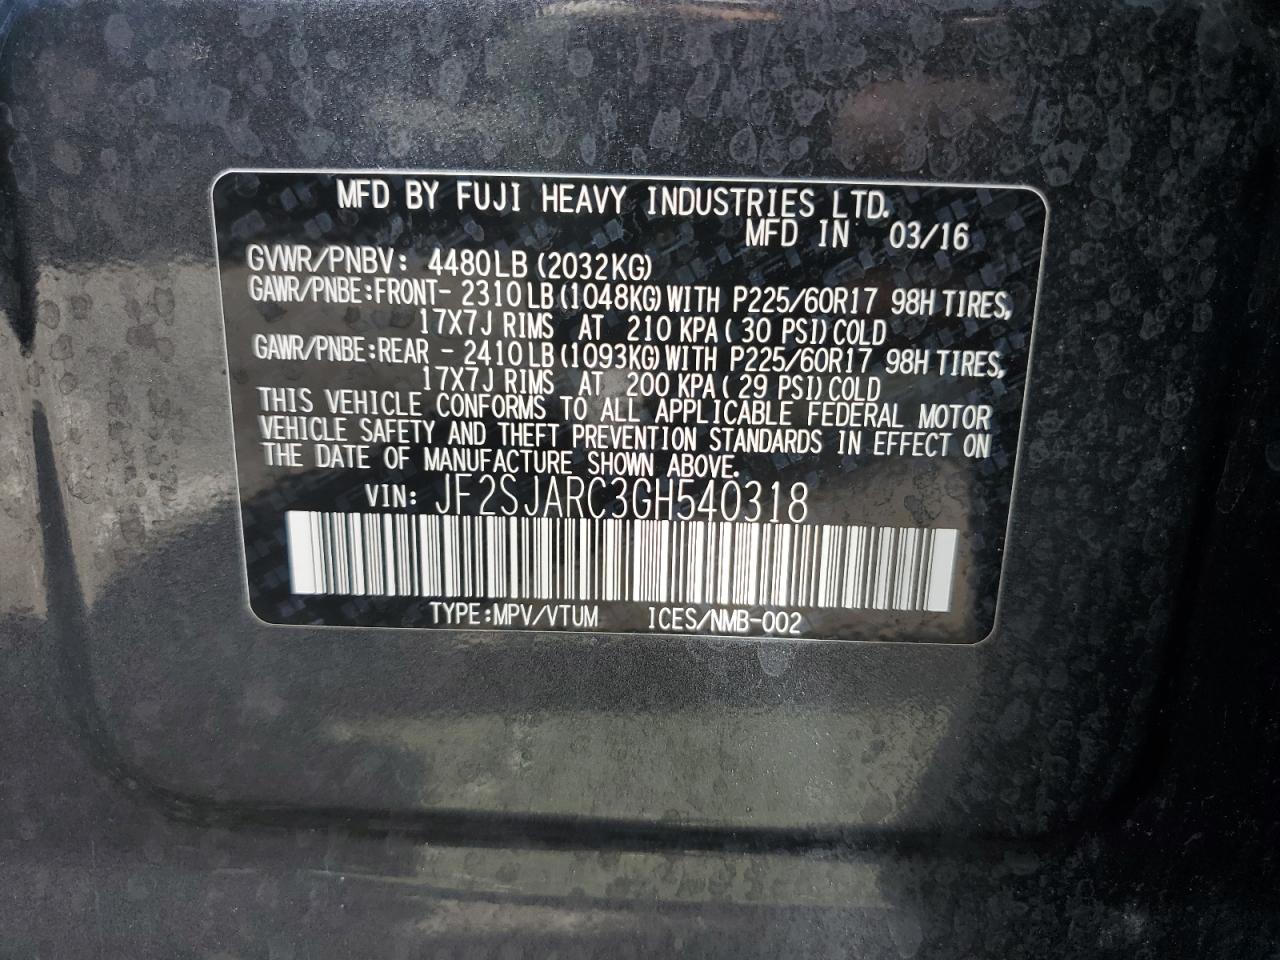 MFD BY FUJI HEAVY INDUSTRIES LTD.
MFD IN 03/16
GVWR/PNBV: 4480LB (2032KG)
GAWR/PNBE:FRONT- 2310 LB (1048KG) WITH P225/60R17 98H TIRES,
17X7J RIMS AT 210 KPA ( 30 PSI) COLD
GAWR/PNBE:REAR - 2410 LB (1093KG) WITH P225/60R17 98H TIRES,
17X7J RIMS AT 200 KPA ( 29 PSI) COLD
THIS VEHICLE CONFORMS TO ALL APPLICABLE FEDERAL MOTOR
VEHICLE SAFETY AND THEFT PREVENTION STANDARDS IN EFFECT ON
THE DATE OF MANUFACTURE SHOWN ABOVE.
VIN: JF2SJARC3GH540318
TYPE:MPV/VTUM ICES/NMB-002